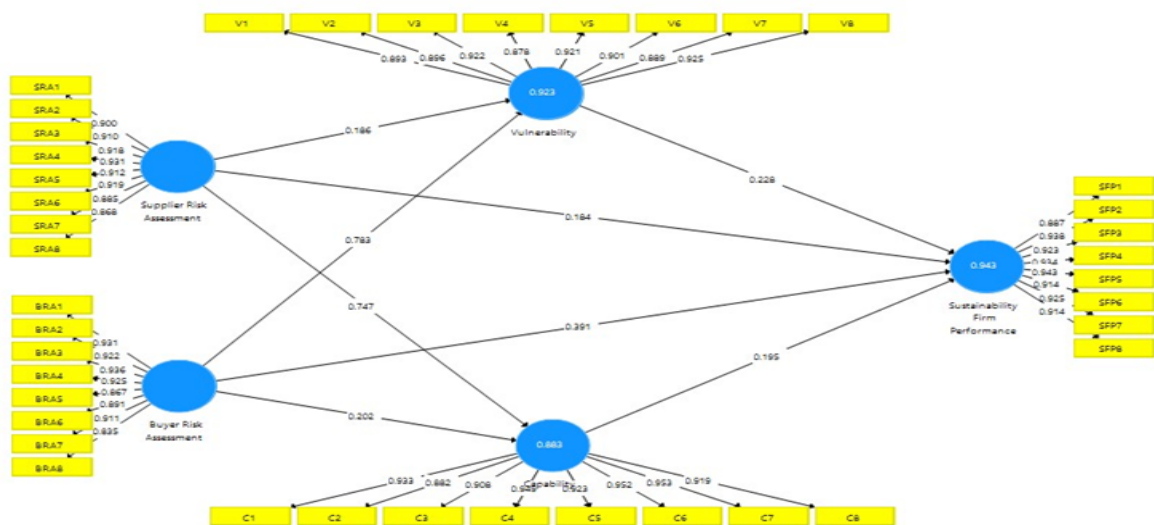 V1 V2 V3 V4 V5 V6 V7 V8
0.893 0.896 0.922 0.878 0.921 0.901 0.889 0.925
0.923
Vulnerability
SRA1
SRA2
SRA3
SRA4
SRA5
SRA6
SRA7
SRA8
0.900
0.910
0.918
0.931
0.912
0.919
0.885
0.868
Supplier Risk
Assessment
0.186
0.228
0.184
0.783
0.747
SFP1
SFP2
SFP3
SFP4
SFP5
SFP6
SFP7
SFP8
0.887
0.938
0.923
0.934
0.943
0.914
0.925
0.914
0.943
Sustainability
Firm
Performance
BRA1
BRA2
BRA3
BRA4
BRA5
BRA6
BRA7
BRA8
0.931
0.922
0.936
0.925
0.867
0.891
0.911
0.835
Buyer Risk
Assessment
0.391
0.195
0.202
0.883
Capability
0.933 0.882 0.908 0.923 0.952 0.953 0.919
C1 C2 C3 C4 C5 C6 C7 C8